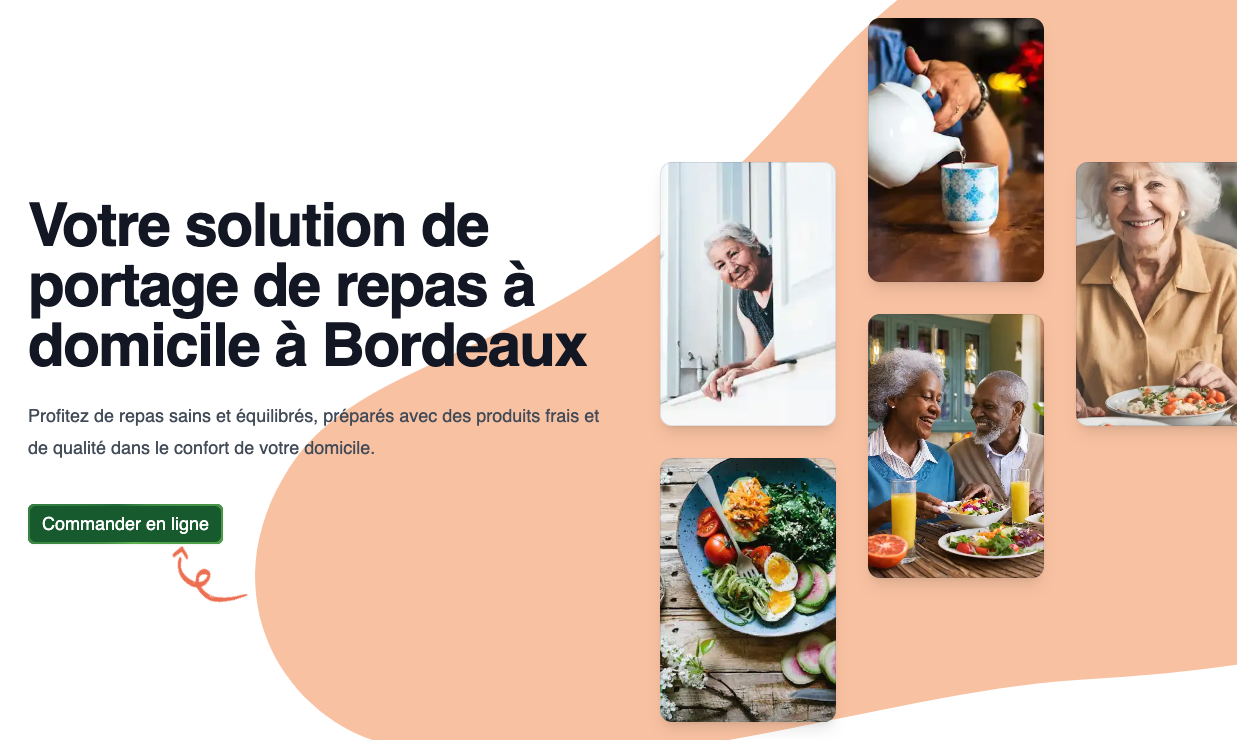 Votre solution de
portage de repas à
domicile à Bordeaux
Profitez de repas sains et équilibrés, préparés avec des produits frais et
de qualité dans le confort de votre domicile.
Commander en ligne